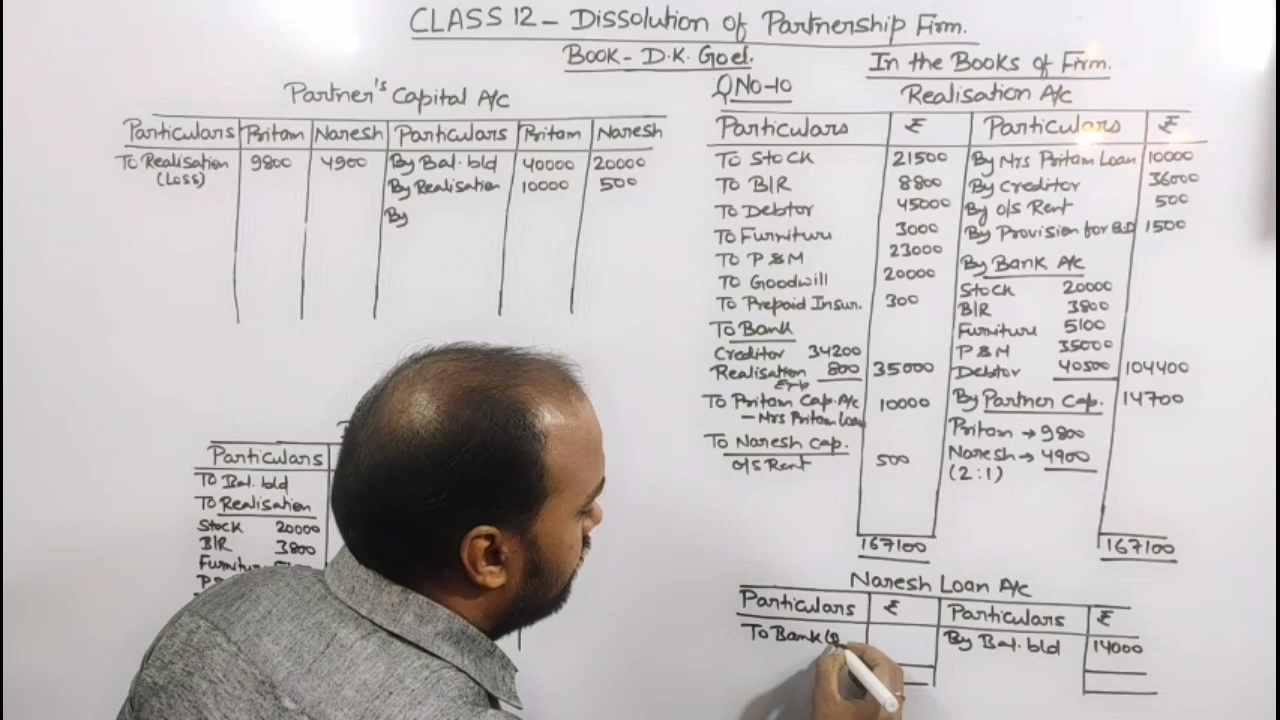 CLASS 12 - Dissolution of Partnership Firm.
Book - D.K. Goel.
In the Books of Firm.
Partner's Capital A/c
Particulars Pritam Naresh Particulars Pritam Naresh
To Realisation 9800 4900 By Bal. b/d 40000 20000
(Loss) By Realisation 10000 500
By
QNO-10
Realisation A/c
Particulars ₹ Particulars ₹
To Stock 21500 By Mrs Pritam Loan 10000
To B/R 8800 By Creditor 36000
To Debtor 45000 By O/S Rent 500
To Furniture 3000 By Provision for B.D 1500
To P&M 23000 By Bank A/c
To Goodwill 20000 Stock 20000
To Prepaid Insur. 300 B/R 3800
To Bank Furniture 5100
Creditor 34200 P&M 35000
Realisation 800 35000 Debtor 40500 104400
Exp
To Pritam Cap. A/c 10000 By Partner Cap. 14700
- Mrs Pritam Loan Pritam → 9800
To Naresh Cap. Naresh → 4900
O/S Rent 500 (2:1)
167100 167100
Particulars
To Bal. b/d
To Realisation
Stock 20000
B/R 3800
Naresh Loan A/c
Particulars ₹ Particulars ₹
To Bank By Bal. b/d 14000